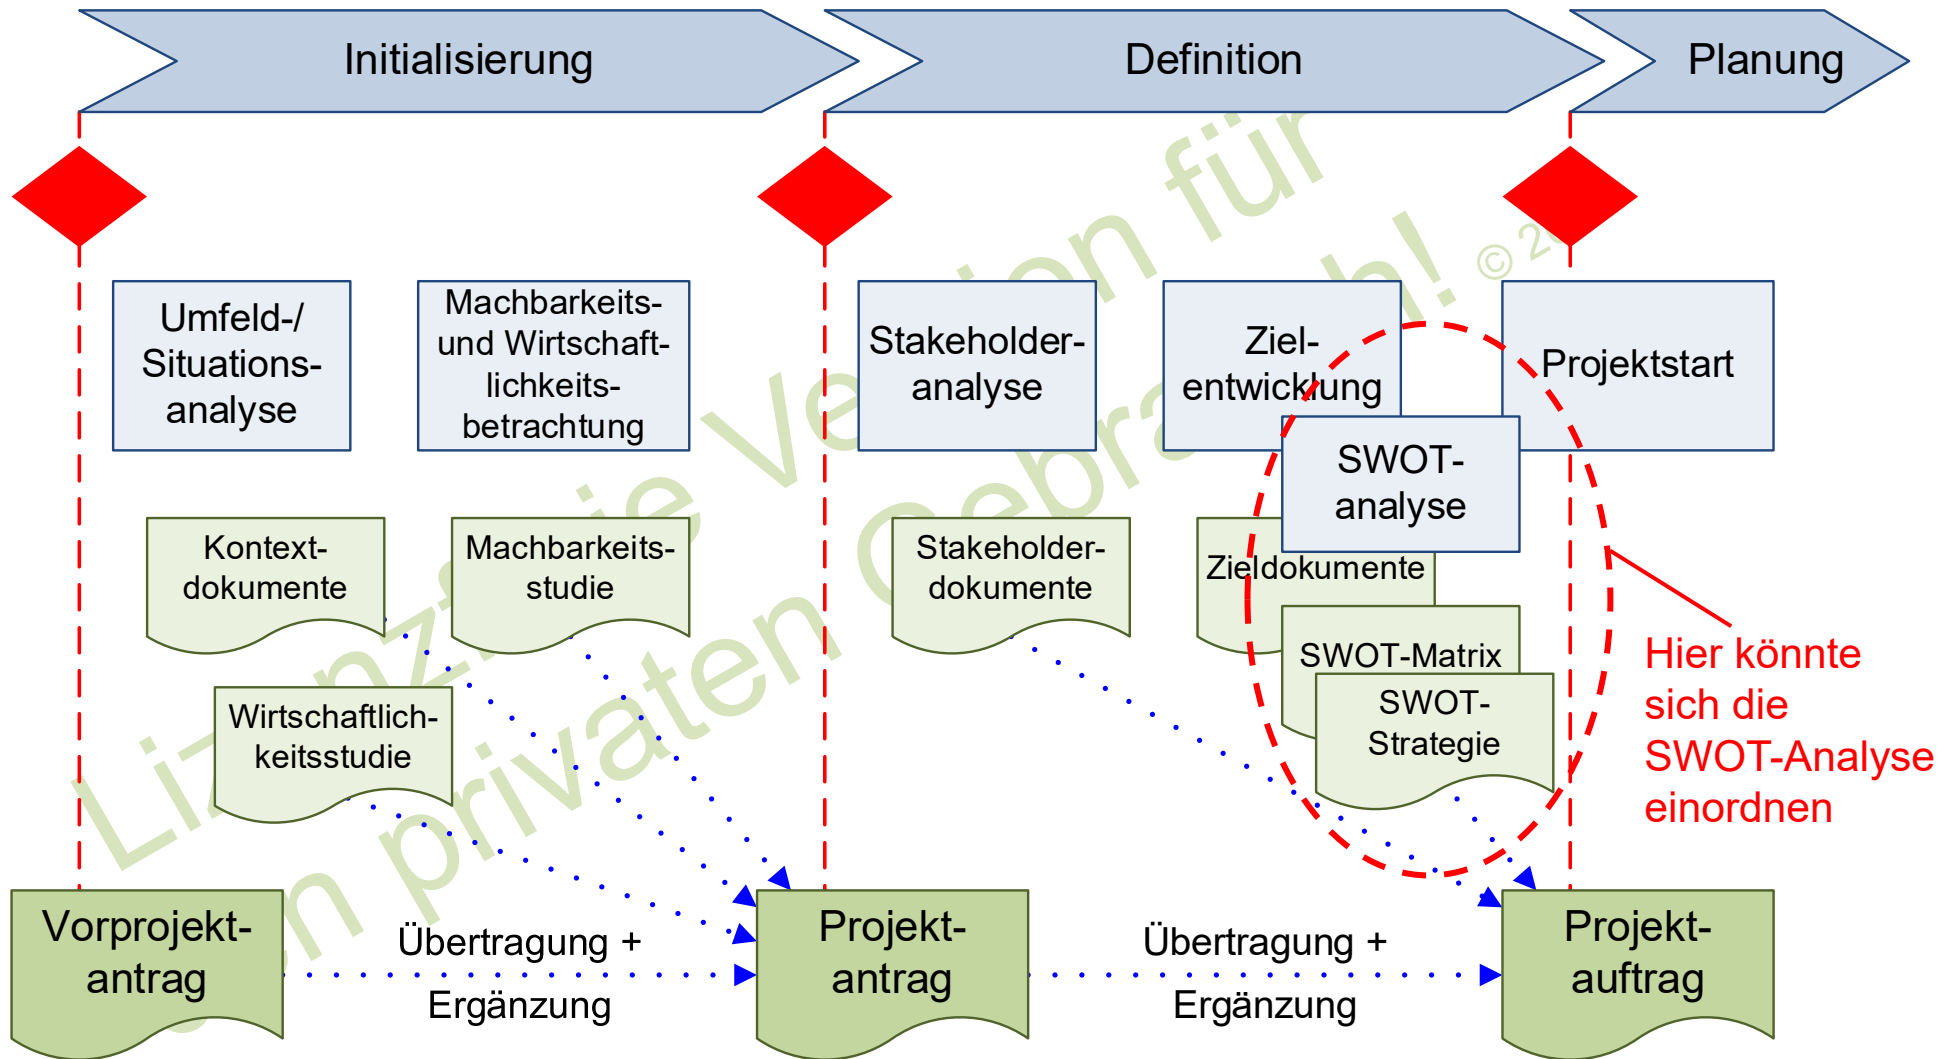 Initialisierung
Definition
Planung
Umfeld-/
Situations-
analyse
Machbarkeits-
und Wirtschaft-
lichkeits-
betrachtung
Stakeholder-
analyse
Ziel-
entwicklung
Projektstart
SWOT-
analyse
Kontext-
dokumente
Machbarkeits-
studie
Wirtschaftlich-
keitsstudie
Stakeholder-
dokumente
Zieldokumente
SWOT-Matrix
SWOT-
Strategie
Hier könnte
sich die
SWOT-Analyse
einordnen
Vorprojekt-
antrag
Übertragung +
Ergänzung
Projekt-
antrag
Übertragung +
Ergänzung
Projekt-
auftrag
für
privaten
©